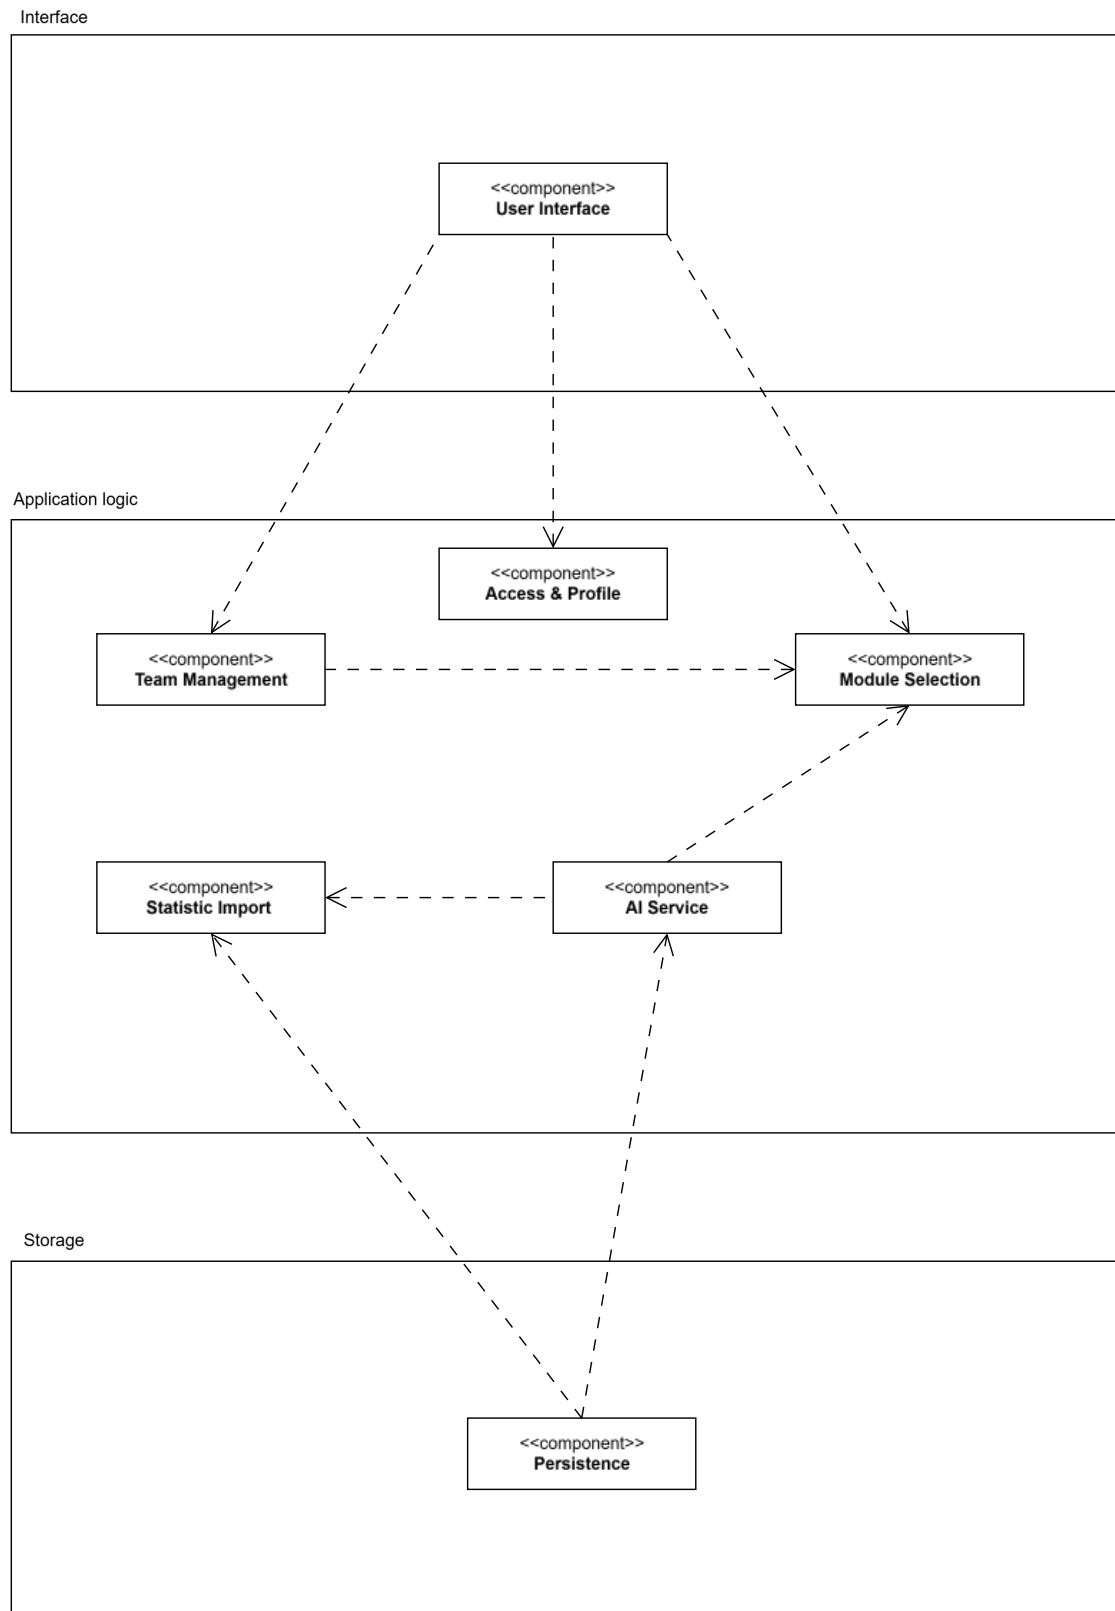 Interface
<<component>>
User Interface
Application logic
<<component>>
Access & Profile
<<component>>
Team Management
<<component>>
Module Selection
<<component>>
Statistic Import
<<component>>
AI Service
Storage
<<component>>
Persistence